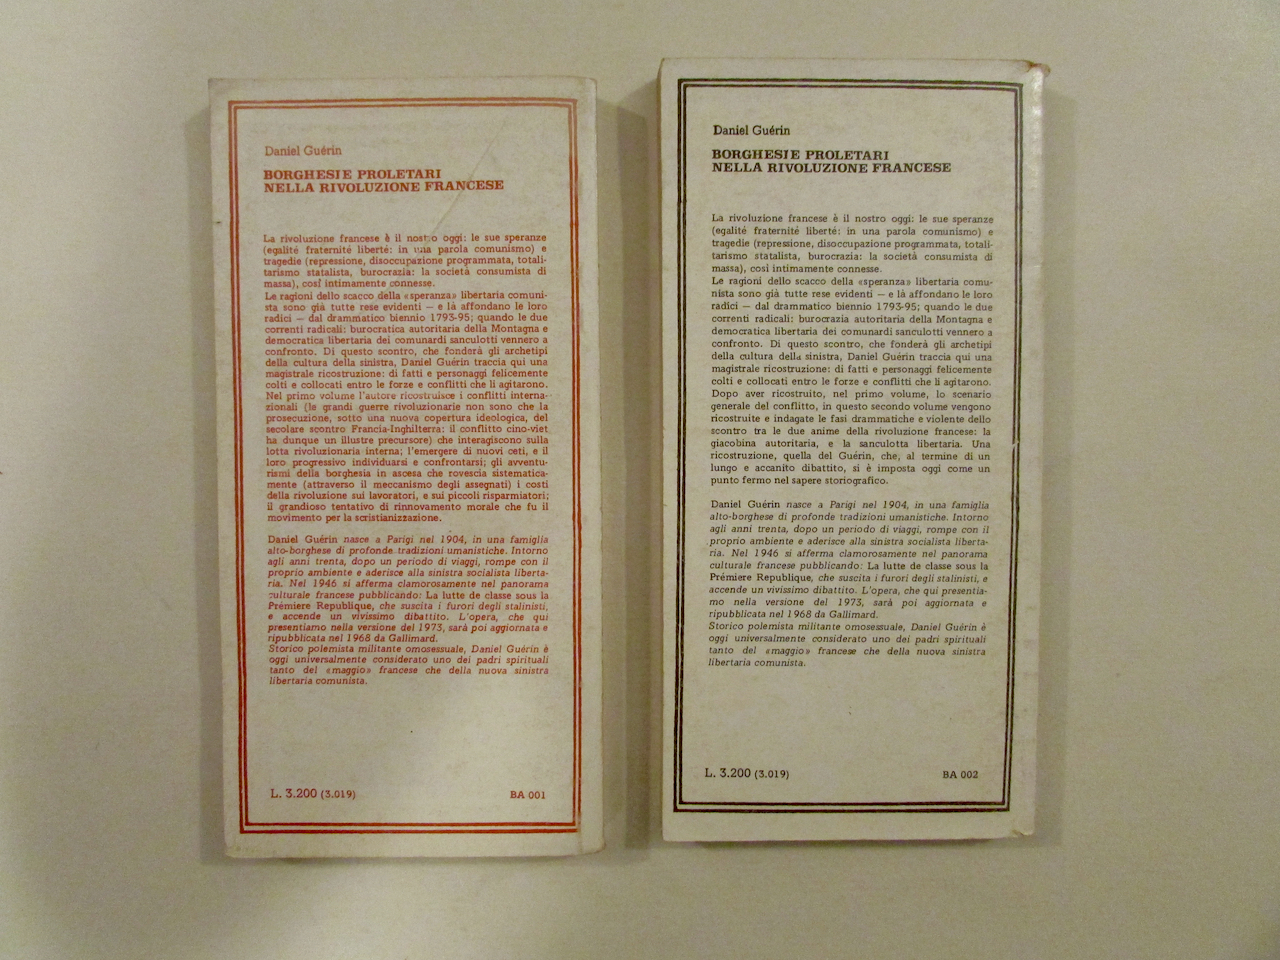 Daniel Guérin
BORGHESI E PROLETARI
NELLA RIVOLUZIONE FRANCESE
La rivoluzione francese è il nostro oggi: le sue speranze
(egalité fraternité liberté: in una parola comunismo) e
tragedie (repressione, disoccupazione programmata, totali-
tarismo statalista, burocrazia: la società consumista di
massa), così intimamente connesse.
Le ragioni dello scacco della «speranza» libertaria comuni-
sta sono già tutte rese evidenti — e là affondano le loro
radici — dal drammatico biennio 1793-95; quando le due
correnti radicali: burocratica autoritaria della Montagna e
democratica libertaria dei comunardi sanculotti vennero a
confronto. Di questo scontro, che fonderà gli archetipi
della cultura della sinistra, Daniel Guérin traccia qui una
magistrale ricostruzione: di fatti e personaggi felicemente
colti e collocati entro le forze e conflitti che li agitarono.
Nel primo volume l'autore ricostruisce i conflitti interna-
zionali (le grandi guerre rivoluzionarie non sono che la
prosecuzione, sotto una nuova copertura ideologica, del
secolare scontro Francia-Inghilterra: il conflitto cino-viet
ha dunque un illustre precursore) che interagiscono sulla
lotta rivoluzionaria interna; l'emergere di nuovi ceti, e il
loro progressivo individuarsi e confrontarsi; gli avventu-
rismi della borghesia in ascesa che rovescia sistematica-
mente (attraverso il meccanismo degli assegnati) i costi
della rivoluzione sui lavoratori, e sui piccoli risparmiatori;
il grandioso tentativo di rinnovamento morale che fu il
movimento per la scristianizzazione.
Daniel Guérin nasce a Parigi nel 1904, in una famiglia
alto-borghese di profonde tradizioni umanistiche. Intorno
agli anni trenta, dopo un periodo di viaggi, rompe con il
proprio ambiente e aderisce alla sinistra socialista liberta-
ria. Nel 1946 si afferma clamorosamente nel panorama
culturale francese pubblicando: La lutte de classe sous la
Prémiere Republique, che suscita i furori degli stalinisti,
e accende un vivissimo dibattito. L'opera, che qui
presentiamo nella versione del 1973, sarà poi aggiornata e
ripubblicata nel 1968 da Gallimard.
Storico polemista militante omosessuale, Daniel Guérin è
oggi universalmente considerato uno dei padri spirituali
tanto del «maggio» francese che della nuova sinistra
libertaria comunista.
L. 3.200 (3.019)
BA 001
Daniel Guérin
BORGHESI E PROLETARI
NELLA RIVOLUZIONE FRANCESE
La rivoluzione francese è il nostro oggi: le sue speranze
(egalité fraternité liberté: in una parola comunismo) e
tragedie (repressione, disoccupazione programmata, totali-
tarismo statalista, burocrazia: la società consumista di
massa), così intimamente connesse.
Le ragioni dello scacco della «speranza» libertaria comu-
nista sono già tutte rese evidenti — e là affondano le loro
radici — dal drammatico biennio 1793-95; quando le due
correnti radicali: burocratica autoritaria della Montagna e
democratica libertaria dei comunardi sanculotti vennero a
confronto. Di questo scontro, che fonderà gli archetipi
della cultura della sinistra, Daniel Guérin traccia qui una
magistrale ricostruzione: di fatti e personaggi felicemente
colti e collocati entro le forze e conflitti che li agitarono.
Dopo aver ricostruito, nel primo volume, lo scenario
generale del conflitto, in questo secondo volume vengono
ricostruite e indagate le fasi drammatiche e violente dello
scontro tra le due anime della rivoluzione francese: la
giacobina autoritaria, e la sanculotta libertaria. Una
ricostruzione, quella del Guérin, che, al termine di un
lungo e accanito dibattito, si è imposta oggi come un
punto fermo nel sapere storiografico.
Daniel Guérin nasce a Parigi nel 1904, in una famiglia
alto-borghese di profonde tradizioni umanistiche. Intorno
agli anni trenta, dopo un periodo di viaggi, rompe con il
proprio ambiente e aderisce alla sinistra socialista liberta-
ria. Nel 1946 si afferma clamorosamente nel panorama
culturale francese pubblicando: La lutte de classe sous la
Prémiere Republique, che suscita i furori degli stalinisti, e
accende un vivissimo dibattito. L'opera, che qui presentia-
mo nella versione del 1973, sarà poi aggiornata e
ripubblicata nel 1968 da Gallimard.
Storico polemista militante omosessuale, Daniel Guérin è
oggi universalmente considerato uno dei padri spirituali
tanto del «maggio» francese che della nuova sinistra
libertaria comunista.
L. 3.200 (3.019)
BA 002